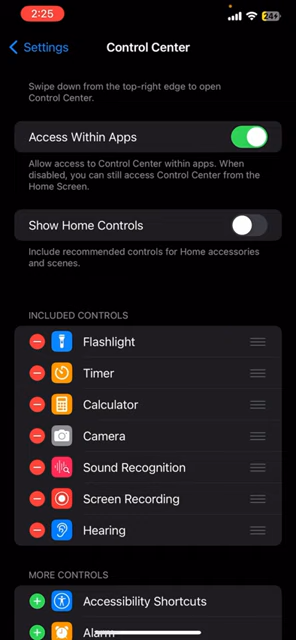 2:25
24
Settings
Control Center
Swipe down from the top-right edge to open
Control Center.
Access Within Apps
Allow access to Control Center within apps. When
disabled, you can still access Control Center from the
Home Screen.
Show Home Controls
Include recommended controls for Home accessories
and scenes.
INCLUDED CONTROLS
Flashlight
Timer
Calculator
Camera
Sound Recognition
Screen Recording
Hearing
MORE CONTROLS
Accessibility Shortcuts
Alarm